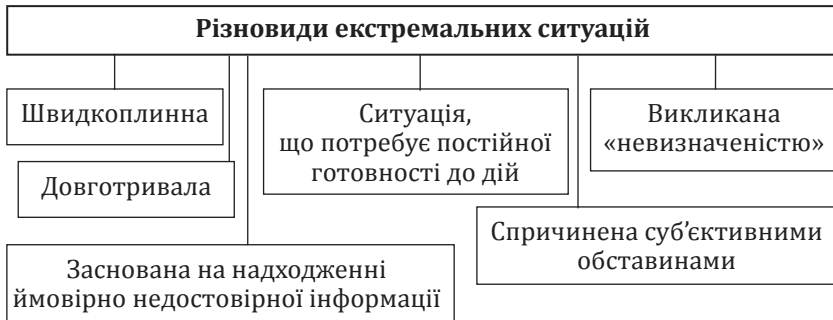 Різновиди екстремальних ситуацій
Швидкоплинна
Ситуація,
що потребує постійної
готовності до дій
Викликана
«невизначеністю»
Довготривала
Спричинена суб’єктивними
обставинами
Заснована на надходженні
ймовірно недостовірної інформації